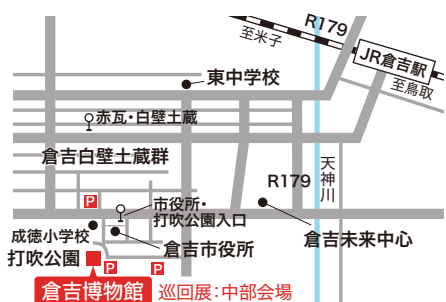 R179
至米子
JR倉吉駅
至鳥取
東中学校
赤瓦・白壁土蔵
倉吉白壁土蔵群
P
市役所・
打吹公園入口
R179
天神川
成徳小学校
倉吉市役所
倉吉未来中心
打吹公園
P
P
倉吉博物館
巡回展：中部会場